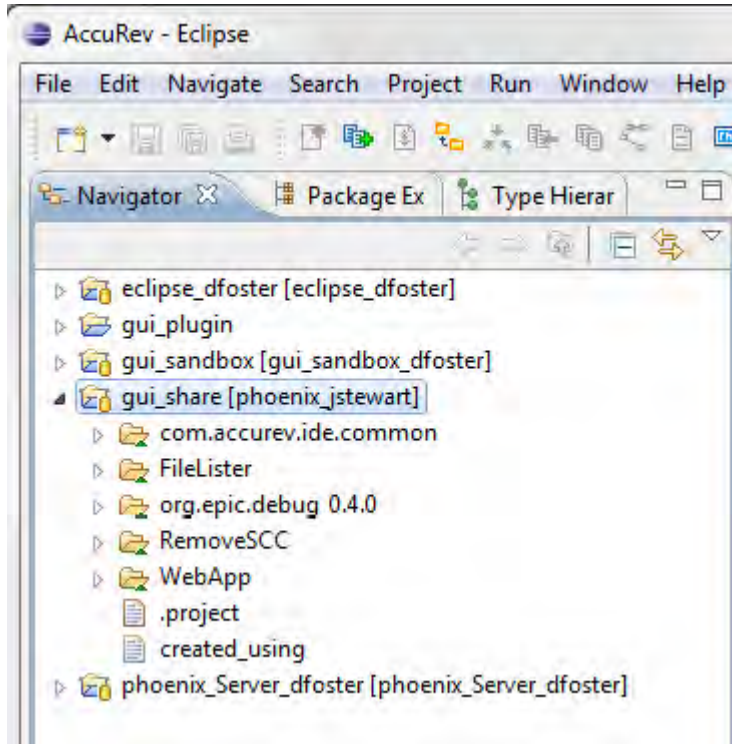 AccuRev - Eclipse
File Edit Navigate Search Project Run Window Help
Navigator Package Ex Type Hierar
eclipse_dfoster [eclipse_dfoster]
gui_plugin
gui_sandbox [gui_sandbox_dfoster]
gui_share [phoenix_jstewart]
com.accurev.ide.common
FileLister
org.epic.debug 0.4.0
RemoveSCC
WebApp
.project
created_using
phoenix_Server_dfoster [phoenix_Server_dfoster]